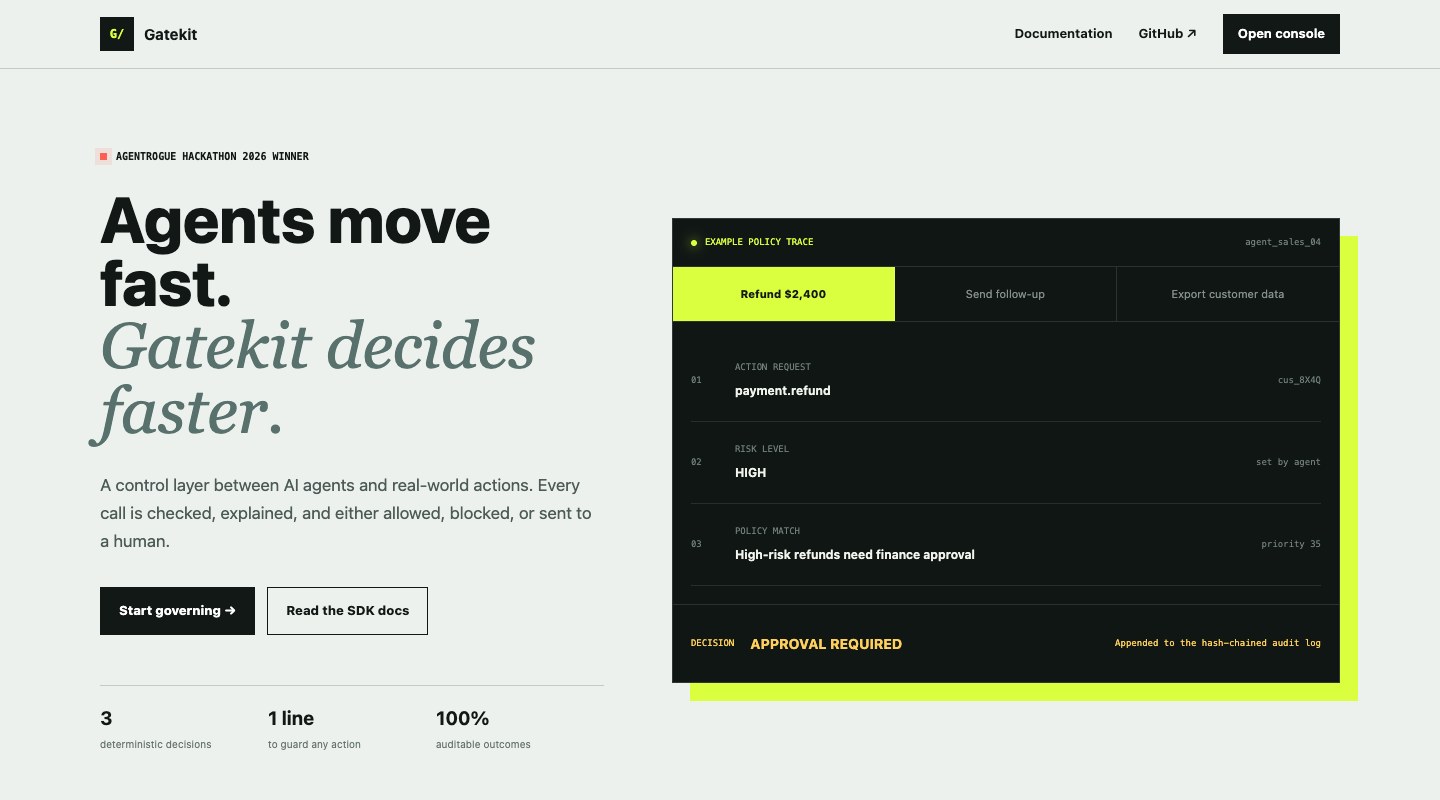 G/ Gatekit
Documentation
GitHub ↗
Open console
AGENTROGUE HACKATHON 2026 WINNER
Agents move
fast.
Gatekit decides
faster.
A control layer between AI agents and real-world actions. Every
call is checked, explained, and either allowed, blocked, or sent to
a human.
Start governing →
Read the SDK docs
3
deterministic decisions
1 line
to guard any action
100%
auditable outcomes
EXAMPLE POLICY TRACE
agent_sales_04
Refund $2,400
Send follow-up
Export customer data
01
ACTION REQUEST
payment.refund
cus_8X4Q
02
RISK LEVEL
HIGH
set by agent
03
POLICY MATCH
High-risk refunds need finance approval
priority 35
DECISION
APPROVAL REQUIRED
Appended to the hash-chained audit log